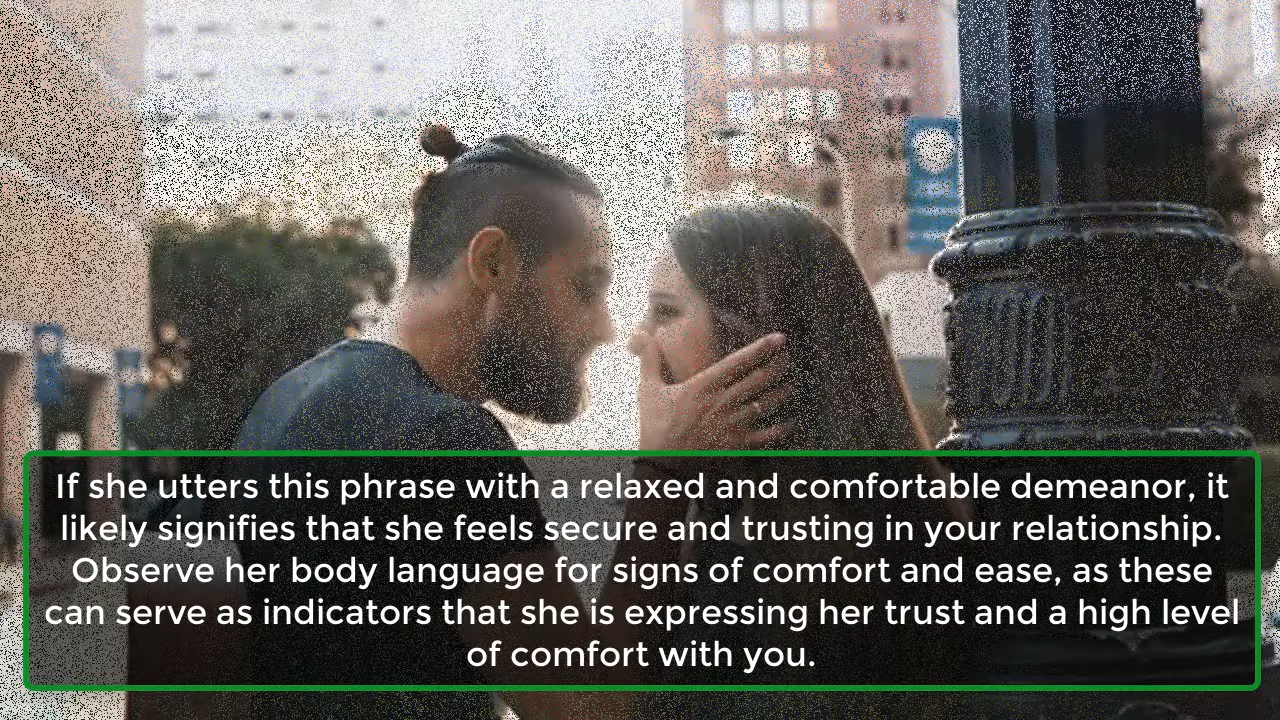 If she utters this phrase with a relaxed and comfortable demeanor, it
likely signifies that she feels secure and trusting in your relationship.
Observe her body language for signs of comfort and ease, as these
can serve as indicators that she is expressing her trust and a high level
of comfort with you.